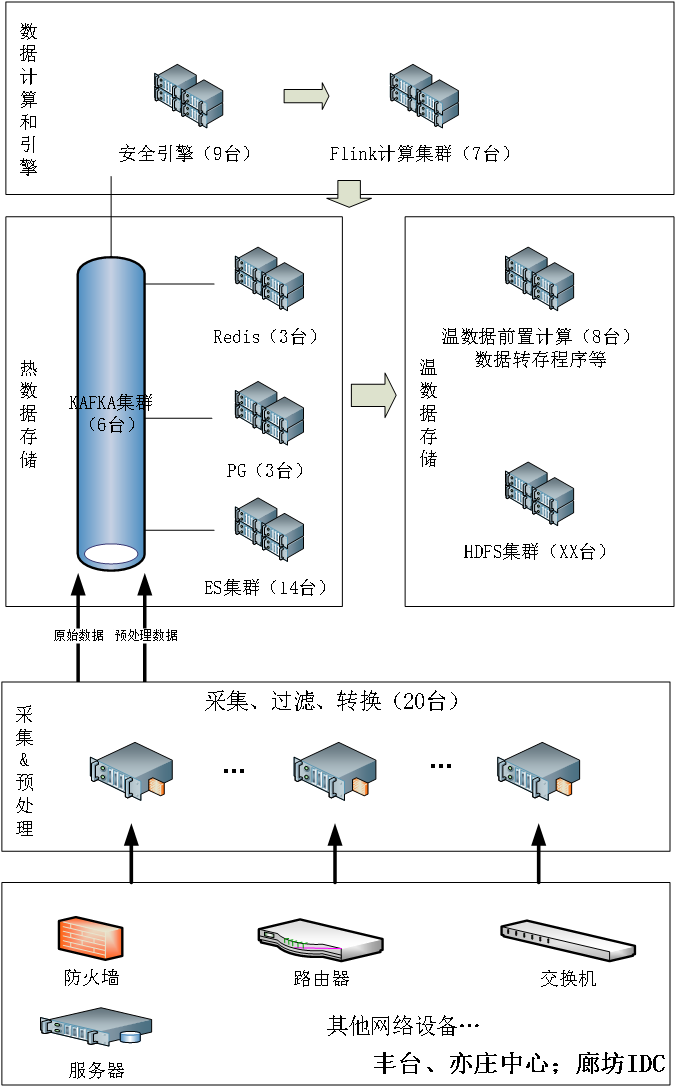 数据计算和引擎
安全引擎（9台）
Flink计算集群（7台）
热数据存储
KAFKA集群
（6台）
Redis（3台）
PG（3台）
ES集群（14台）
温数据存储
温数据前置计算（8台）
数据转存程序等
HDFS集群（XX台）
原始数据
预处理数据
采集&预处理
采集、过滤、转换（20台）
…
…
防火墙
路由器
交换机
服务器
其他网络设备…
丰台、亦庄中心；廊坊IDC